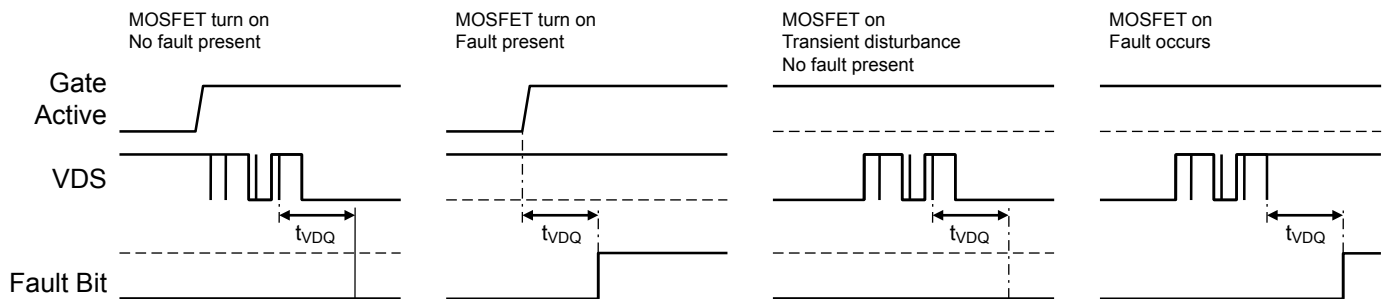 MOSFET turn on
No fault present
MOSFET turn on
Fault present
MOSFET on
Transient disturbance
No fault present
MOSFET on
Fault occurs
Gate
Active
VDS
tVDQ
tVDQ
tVDQ
tVDQ
Fault Bit